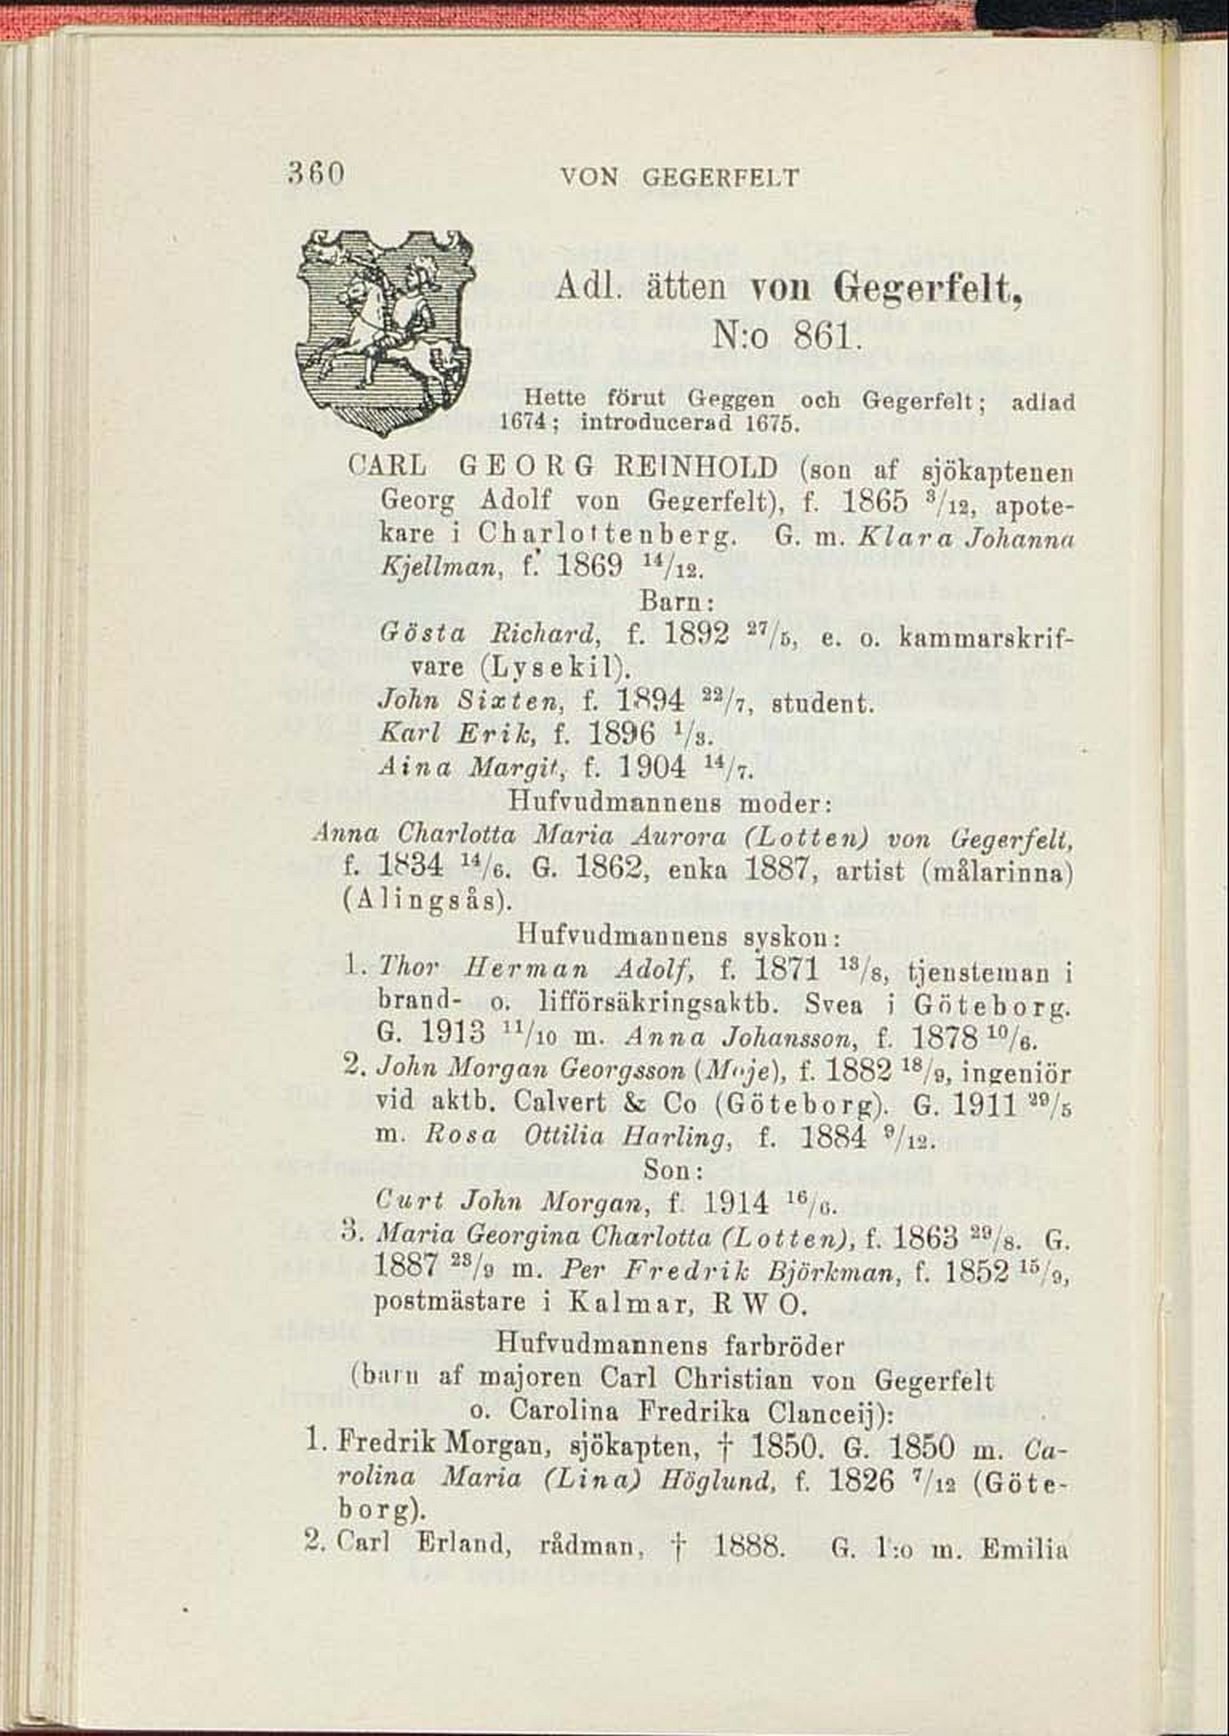 360 VON GEGERFELT
Adl. ätten von Gegerfelt,
N:o 861.
Hette förut Geggen och Gegerfelt; adlad
1674; introducerad 1675.
CARL GEORG REINHOLD (son af sjökaptenen
Georg Adolf von Gegerfelt), f. 1865 3/12, apote-
kare i Charlottenberg. G. m. Klara Johanna
Kjellman, f. 1869 14/12.
Barn:
Gösta Richard, f. 1892 27/5, e. o. kammarskrif-
vare (Lysekil).
John Sixten, f. 1894 22/7, student.
Karl Erik, f. 1896 1/3.
Aina Margit, f. 1904 14/7.
Hufvudmannens moder:
Anna Charlotta Maria Aurora (Lotten) von Gegerfelt,
f. 1834 14/6. G. 1862, enka 1887, artist (målarinna)
(Alingsås).
Hufvudmannens syskon:
1. Thor Herman Adolf, f. 1871 13/8, tjensteman i
brand- o. lifförsäkringsaktb. Svea i Göteborg.
G. 1913 11/10 m. Anna Johansson, f. 1878 10/6.
2. John Morgan Georgsson (Moje), f. 1882 18/9, ingeniör
vid aktb. Calvert & Co (Göteborg). G. 1911 29/5
m. Rosa Ottilia Harling, f. 1884 9/12.
Son:
Curt John Morgan, f. 1914 16/6.
3. Maria Georgina Charlotta (Lotten), f. 1863 29/8. G.
1887 28/9 m. Per Fredrik Björkman, f. 1852 15/9,
postmästare i Kalmar, RWO.
Hufvudmannens farbröder
(barn af majoren Carl Christian von Gegerfelt
o. Carolina Fredrika Clanceij):
1. Fredrik Morgan, sjökapten, † 1850. G. 1850 m. Ca-
rolina Maria (Lina) Höglund, f. 1826 7/12 (Göte-
borg).
2. Carl Erland, rådman, † 1888. G. 1:o m. Emilia